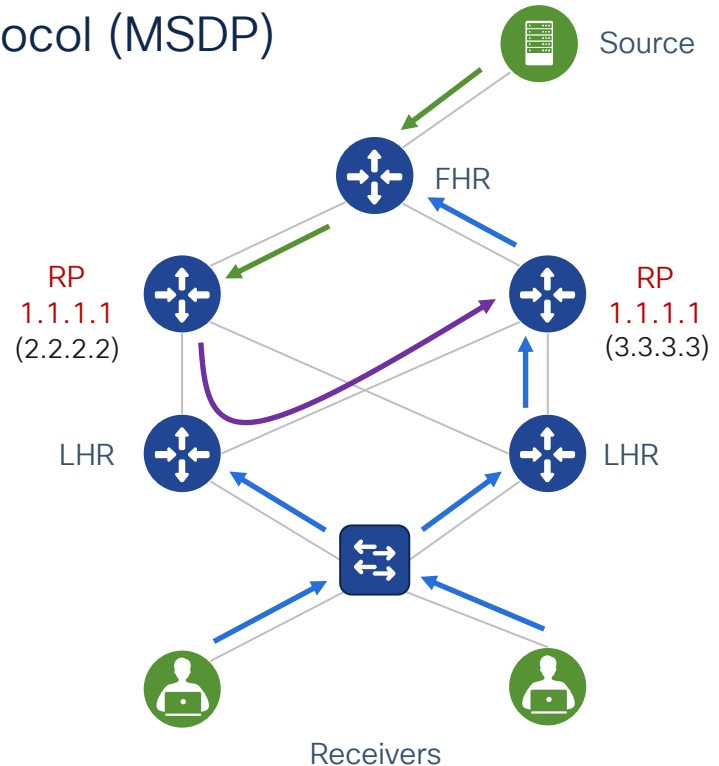 ocol (MSDP)
Source
FHR
RP
1.1.1.1
(2.2.2.2)
RP
1.1.1.1
(3.3.3.3)
LHR
LHR
Receivers